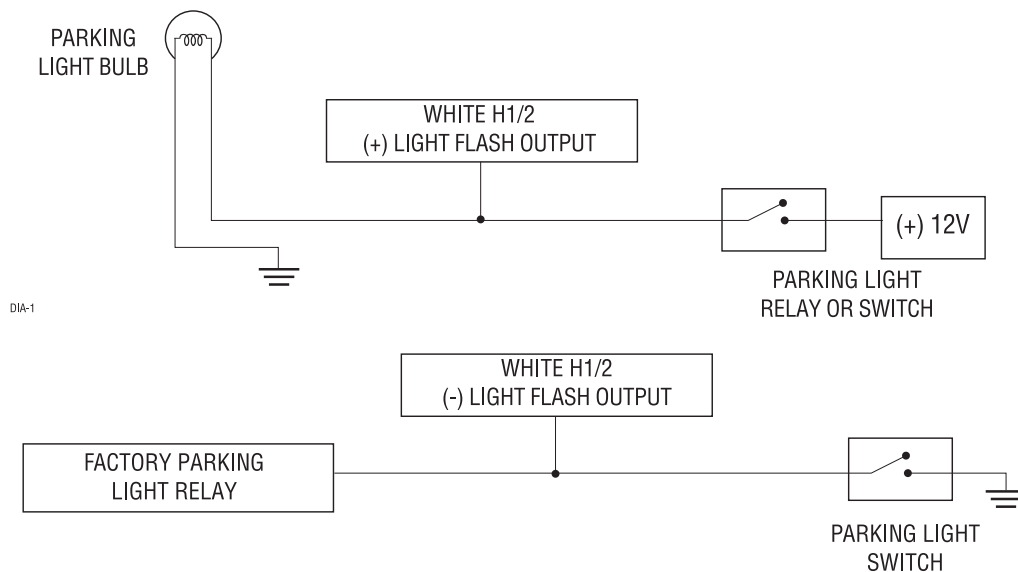 PARKING
LIGHT BULB
WHITE H1/2
(+) LIGHT FLASH OUTPUT
(+) 12V
PARKING LIGHT
RELAY OR SWITCH
DIA-1
WHITE H1/2
(-) LIGHT FLASH OUTPUT
FACTORY PARKING
LIGHT RELAY
PARKING LIGHT
SWITCH